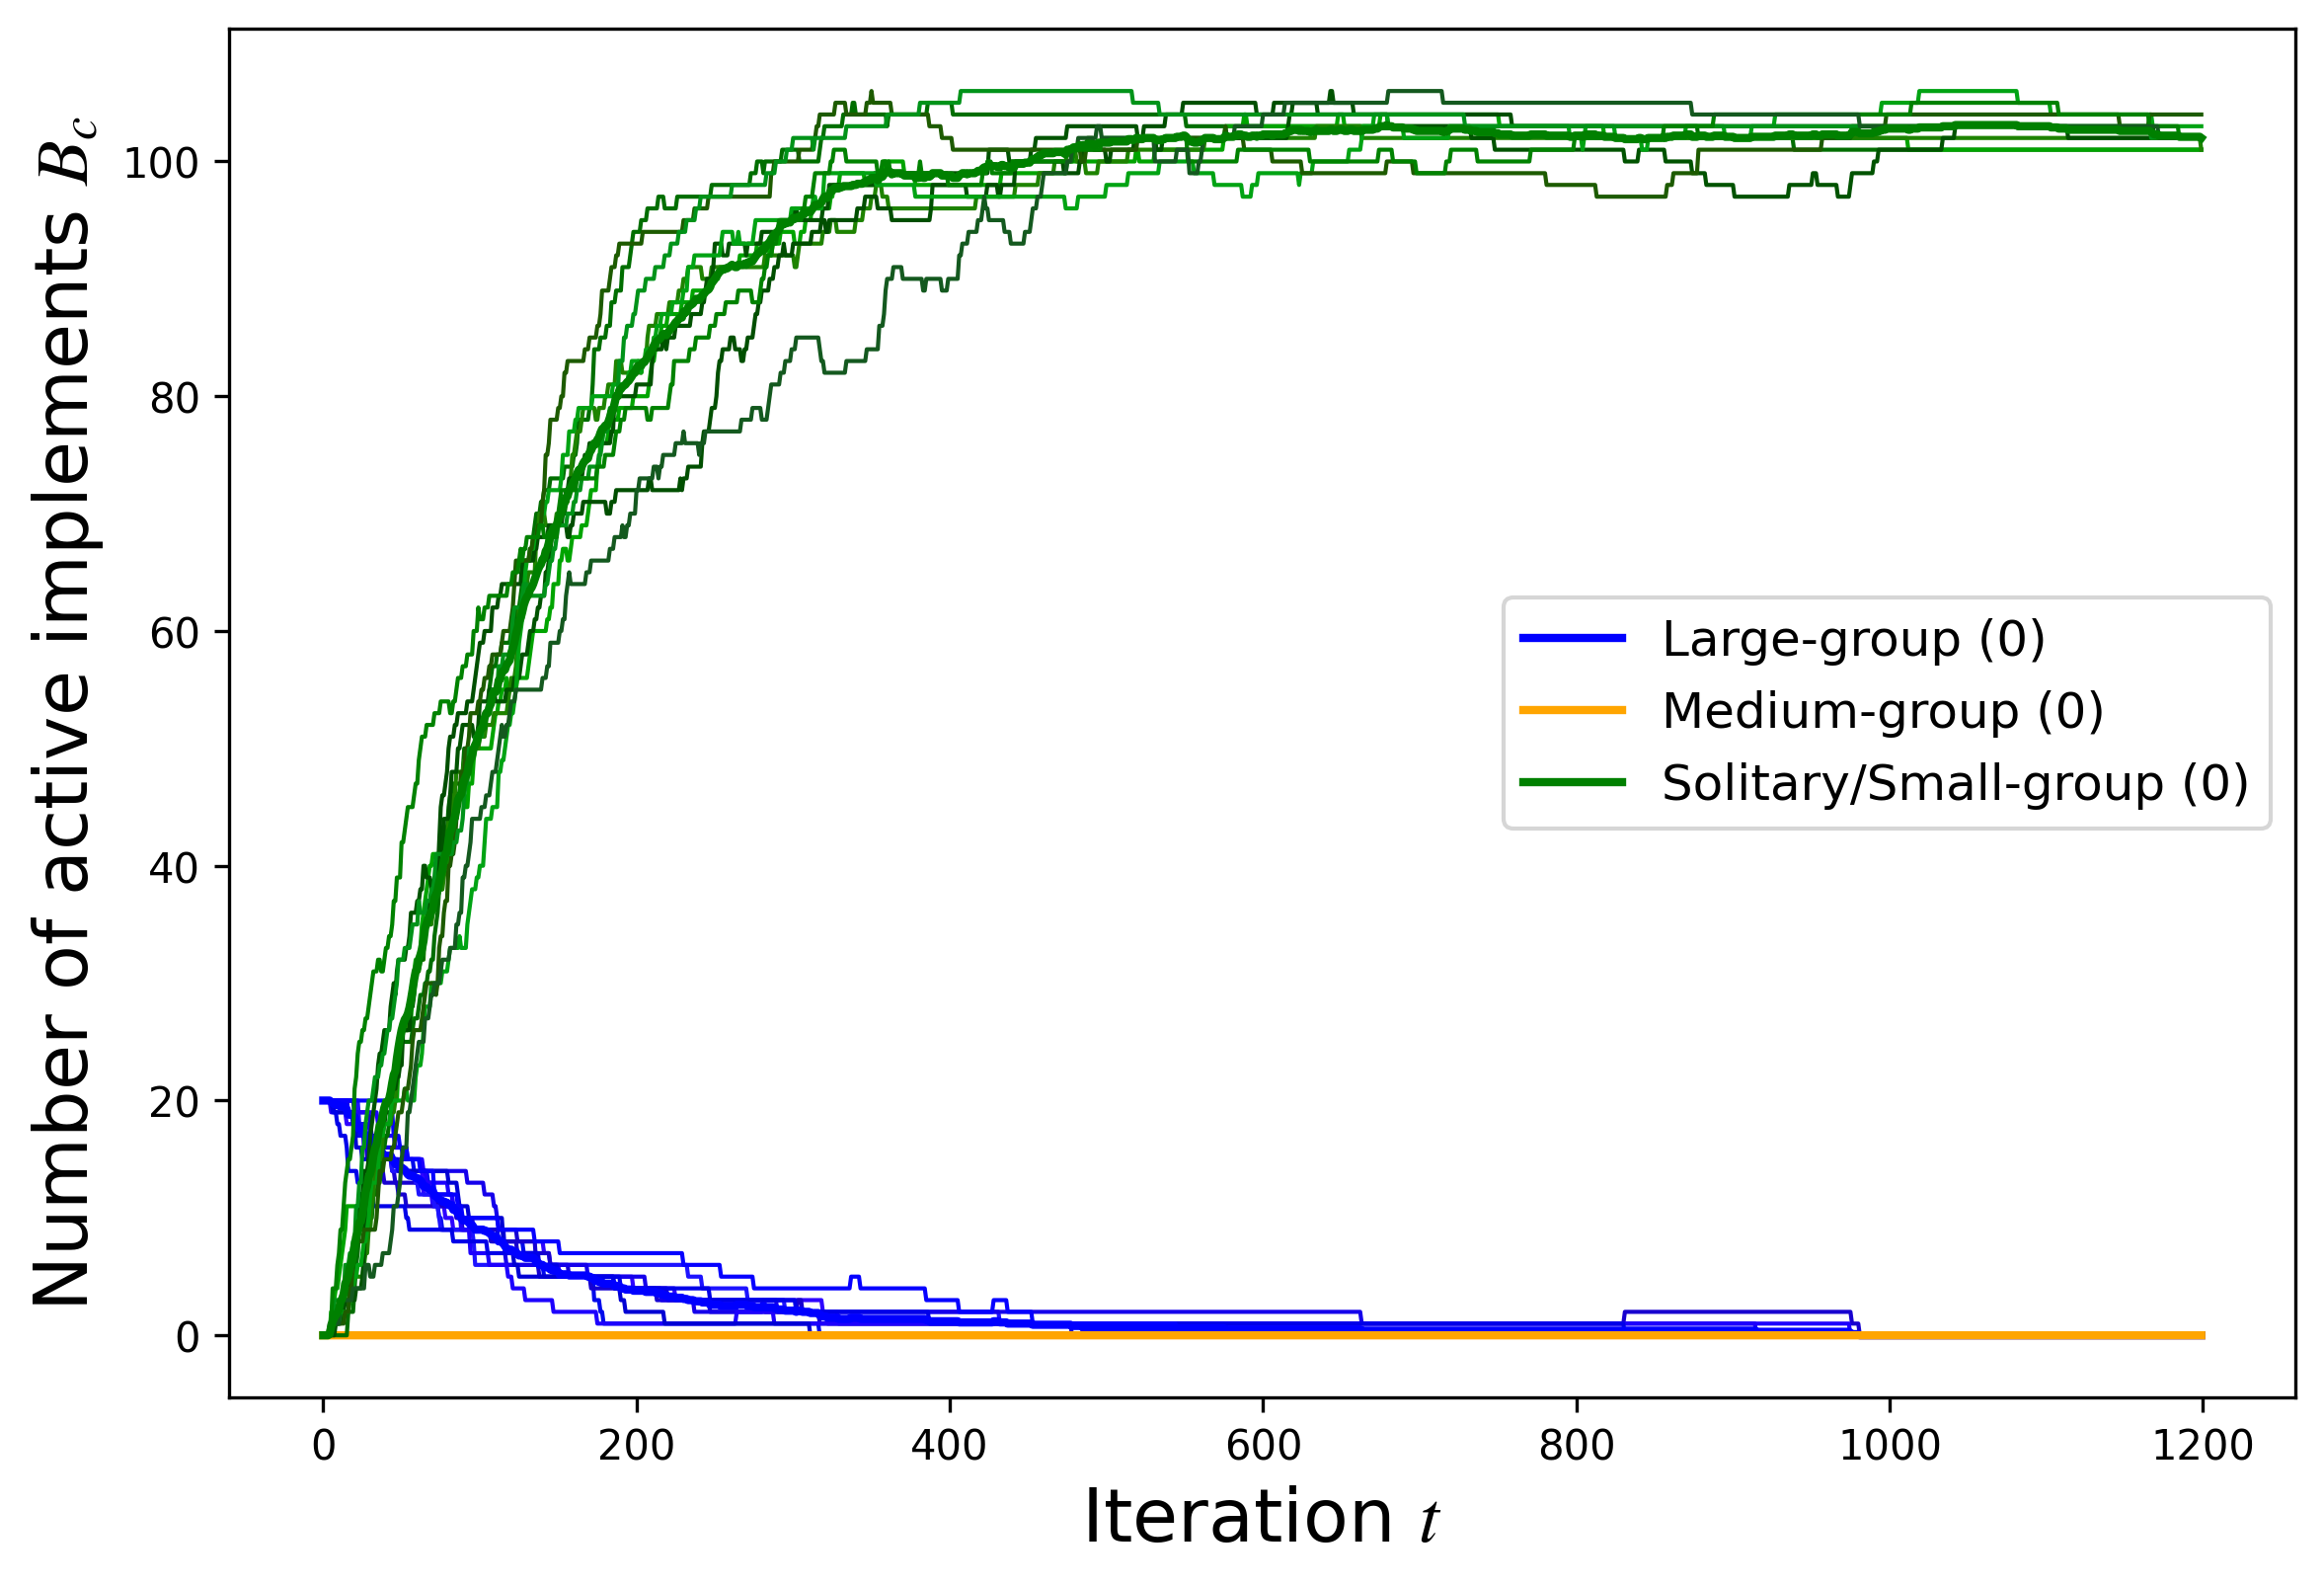 Number of active implements B_c
100
80
60
40
20
0
Large-group (0)
Medium-group (0)
Solitary/Small-group (0)
0 200 400 600 800 1000 1200
Iteration t